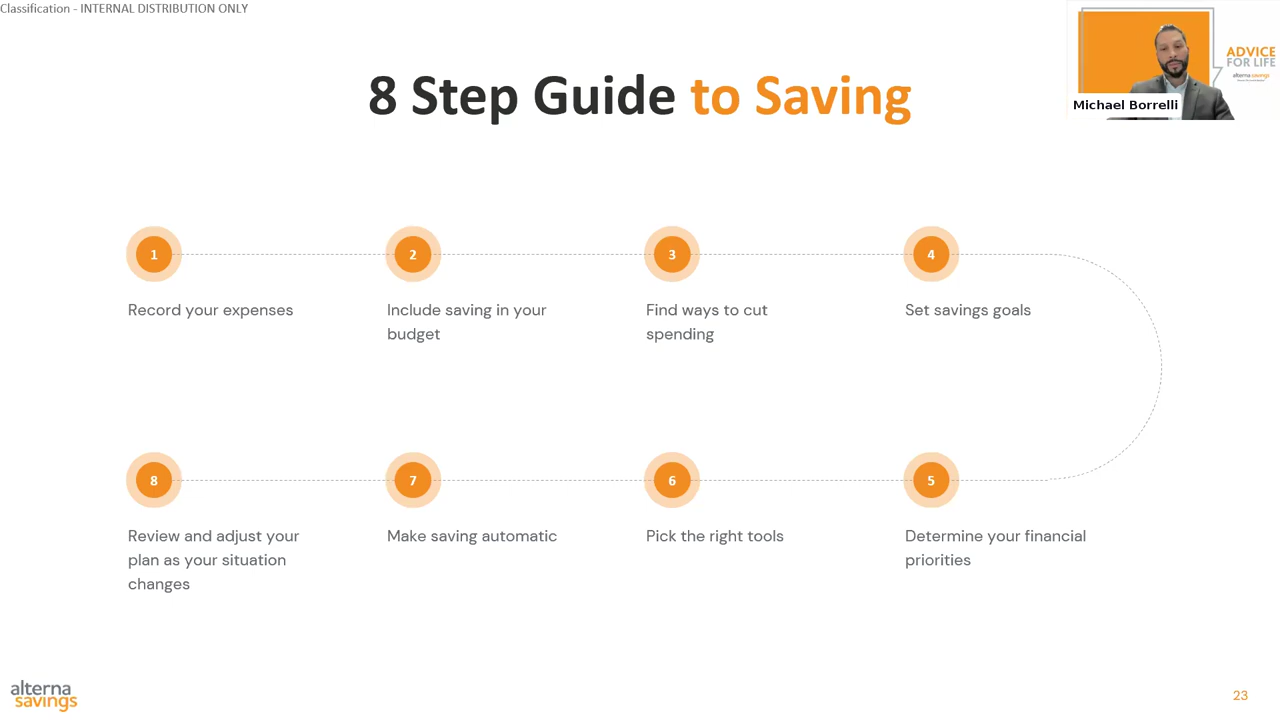 Classification - INTERNAL DISTRIBUTION ONLY
8 Step Guide to Saving
ADVICE
FOR LIFE
alterna savings
Michael Borrelli
1
2
3
4
Record your expenses
Include saving in your
budget
Find ways to cut
spending
Set savings goals
5
Determine your financial
priorities
6
Pick the right tools
7
Make saving automatic
8
Review and adjust your
plan as your situation
changes
alterna
savings
23